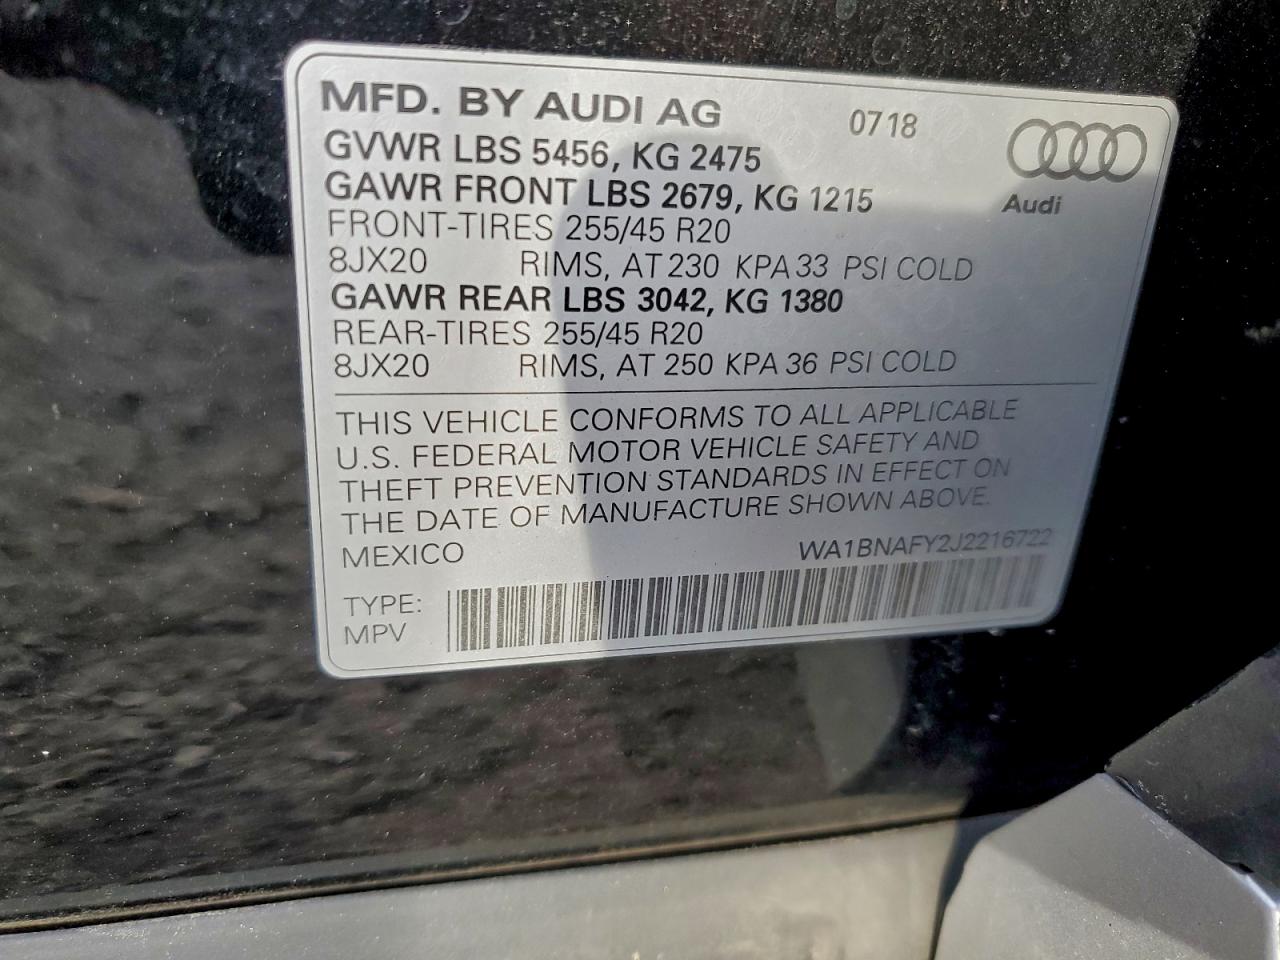 MFD. BY AUDI AG 0718
GVWR LBS 5456, KG 2475
GAWR FRONT LBS 2679, KG 1215
Audi
FRONT-TIRES 255/45 R20
8JX20 RIMS, AT 230 KPA 33 PSI COLD
GAWR REAR LBS 3042, KG 1380
REAR-TIRES 255/45 R20
8JX20 RIMS, AT 250 KPA 36 PSI COLD
THIS VEHICLE CONFORMS TO ALL APPLICABLE
U.S. FEDERAL MOTOR VEHICLE SAFETY AND
THEFT PREVENTION STANDARDS IN EFFECT ON
THE DATE OF MANUFACTURE SHOWN ABOVE.
MEXICO WA1BNAFY2J2216722
TYPE:
MPV